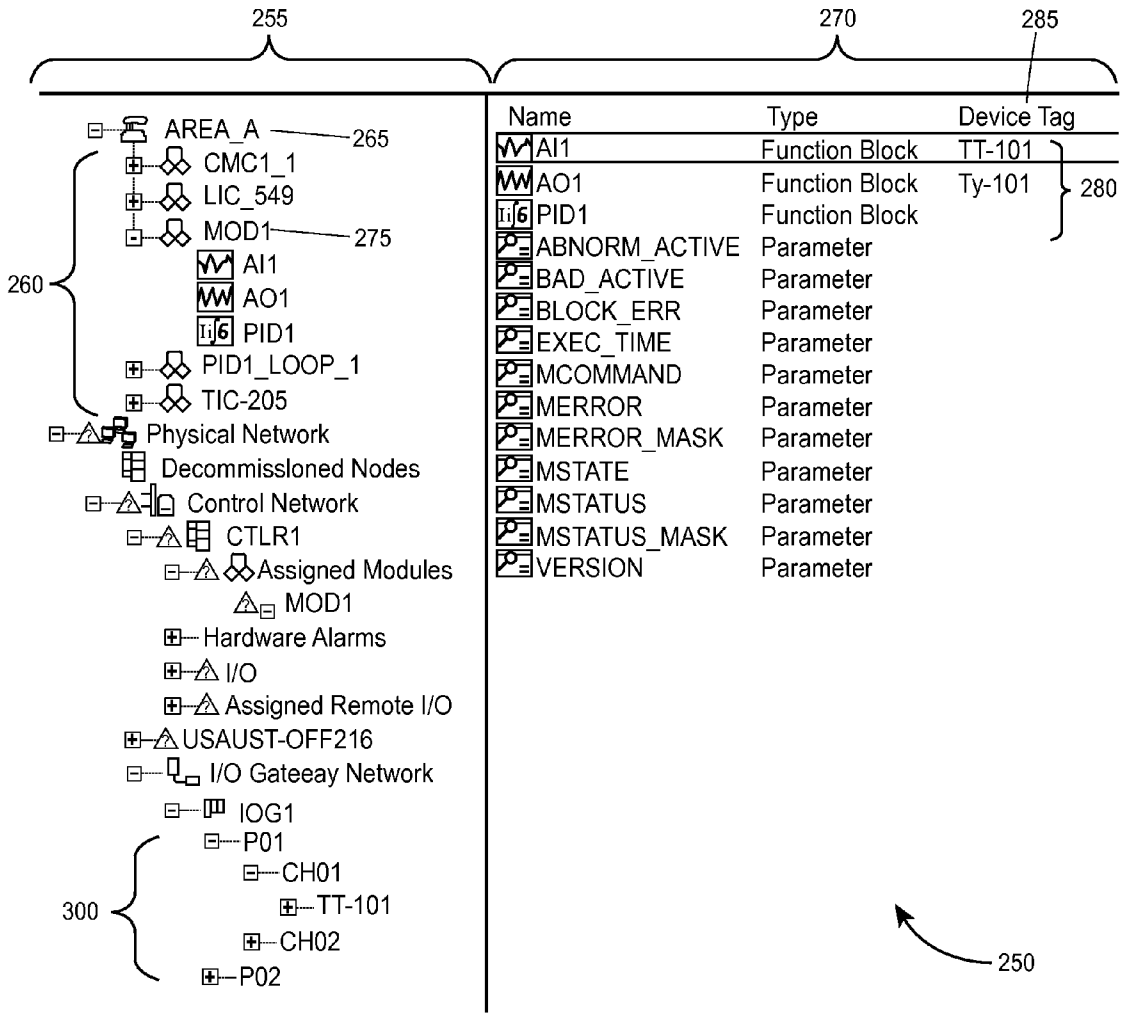 255
270
285
AREA_A
265
CMC1_1
LIC_549
MOD1
275
AI1
AO1
PID1
260
PID1_LOOP_1
TIC-205
Physical Network
Decommissloned Nodes
Control Network
CTLR1
Assigned Modules
MOD1
Hardware Alarms
I/O
Assigned Remote I/O
USAUST-OFF216
I/O Gateeay Network
IOG1
P01
CH01
TT-101
300
CH02
P02
Name Type Device Tag
AI1 Function Block TT-101
AO1 Function Block Ty-101
280
PID1 Function Block
ABNORM_ACTIVE Parameter
BAD_ACTIVE Parameter
BLOCK_ERR Parameter
EXEC_TIME Parameter
MCOMMAND Parameter
MERROR Parameter
MERROR_MASK Parameter
MSTATE Parameter
MSTATUS Parameter
MSTATUS_MASK Parameter
VERSION Parameter
250